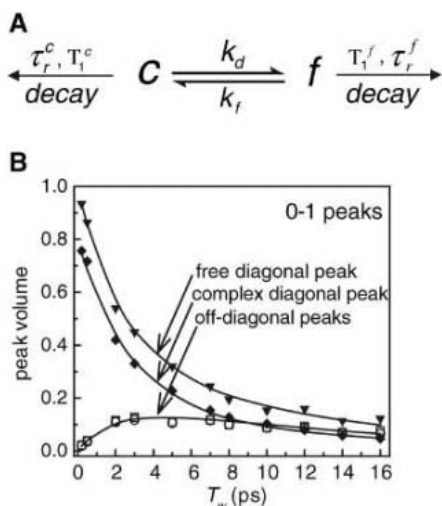 A
τ_r^c, T_1^c
decay
c
k_d
k_f
f
T_1^f, τ_r^f
decay
B
0-1 peaks
free diagonal peak
complex diagonal peak
off-diagonal peaks
peak volume
1.0
0.8
0.6
0.4
0.2
0.0
0 2 4 6 8 10 12 14 16
T_w (ps)